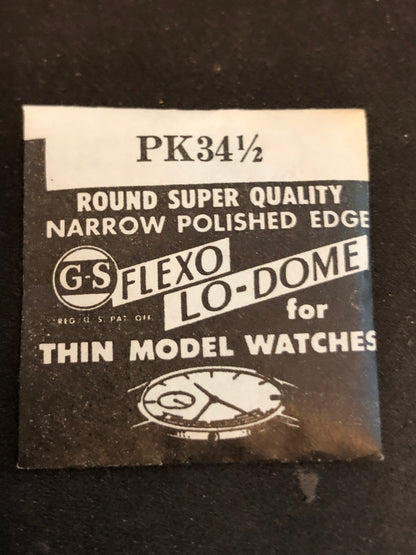 PK34½
ROUND SUPER QUALITY
NARROW POLISHED EDGE
G-S FLEXO
LO-DOME
REG. U. S. PAT. OFF.
for
THIN MODEL WATCHES